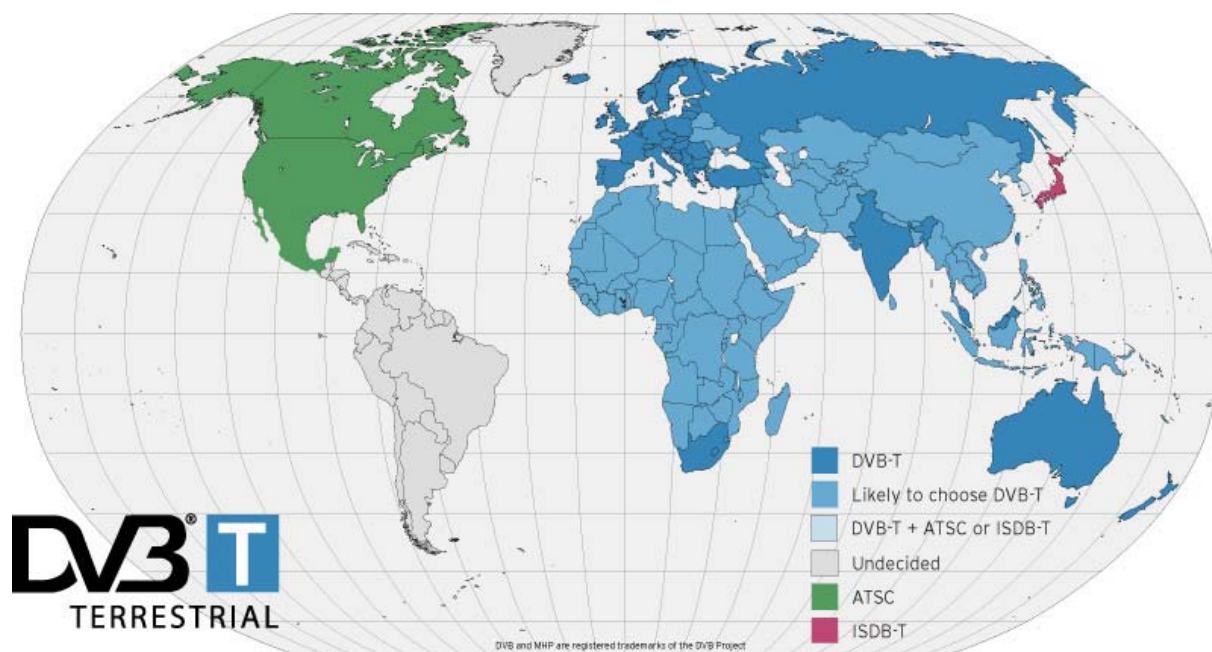 DVB-T
Likely to choose DVB-T
DVB-T + ATSC or ISDB-T
Undecided
ATSC
ISDB-T
DVB® T
TERRESTRIAL
DVB and MHP are registered trademarks of the DVB Project